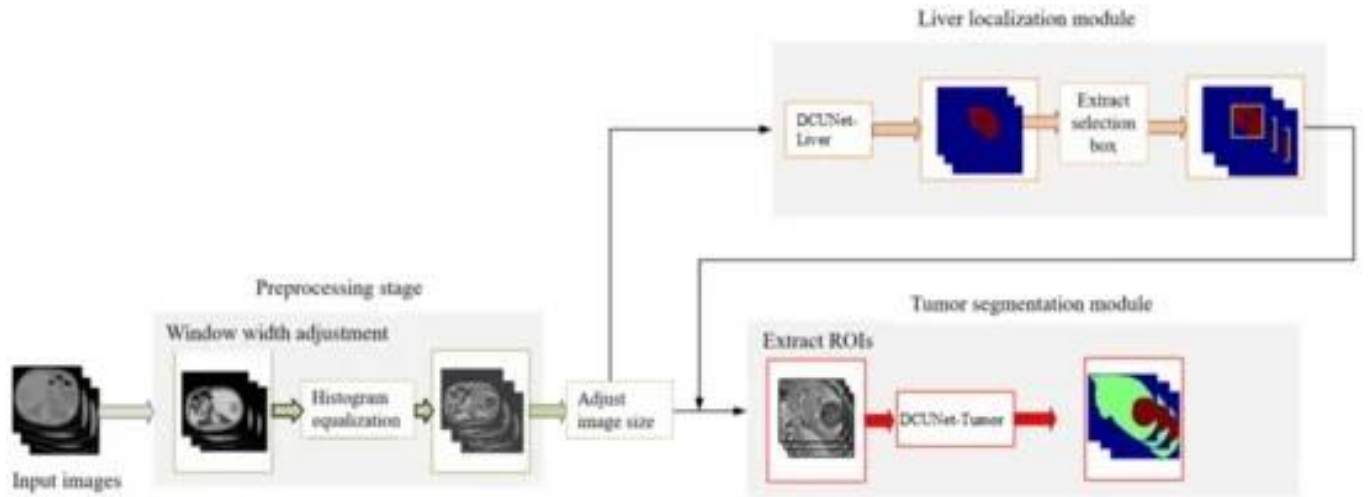 Liver localization module
DCUNet-
Liver
Extract
selection
box
Preprocessing stage
Window width adjustment
Histogram
equalization
Adjust
image size
Input images
Tumor segmentation module
Extract ROIs
DCUNet-Tumor